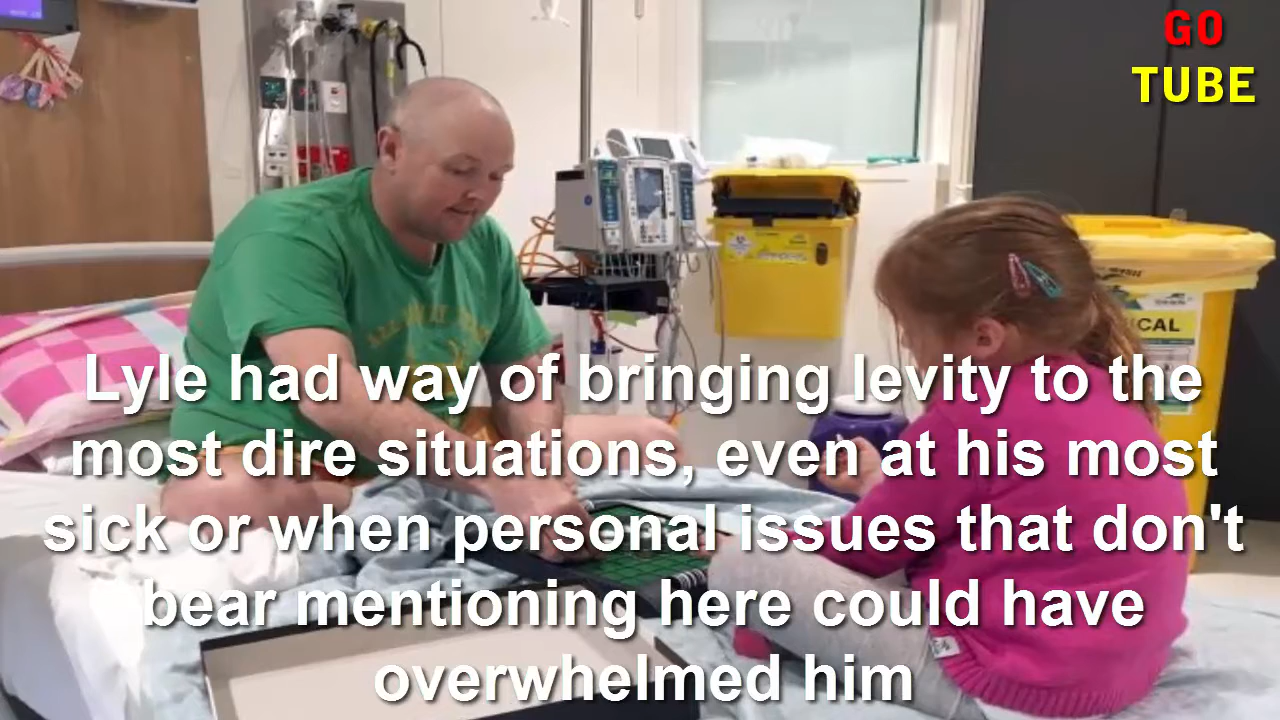 GO
TUBE
ICAL
Lyle had way of bringing levity to the
most dire situations, even at his most
sick or when personal issues that don't
bear mentioning here could have
overwhelmed him